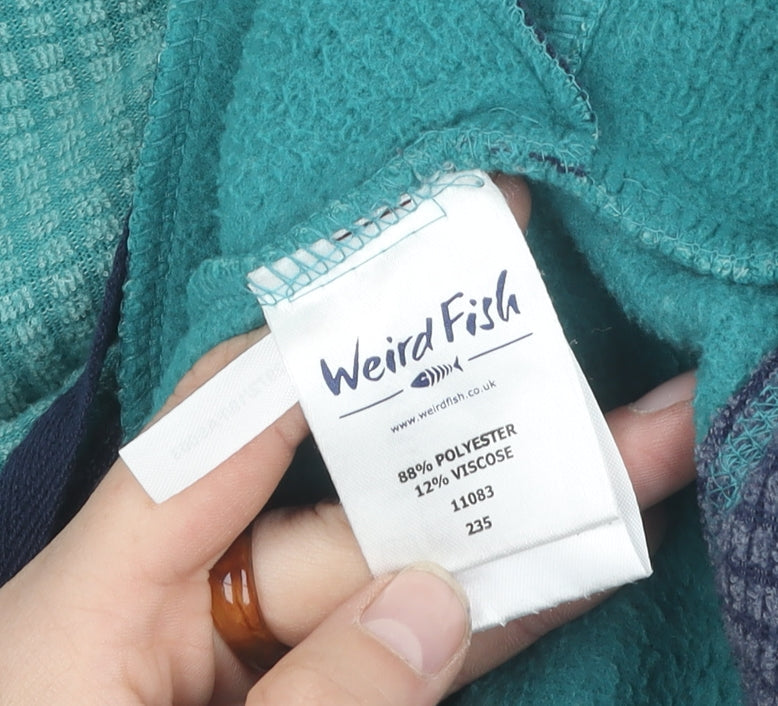 Weird Fish
www.weirdfish.co.uk
88% POLYESTER
12% VISCOSE
11083
235